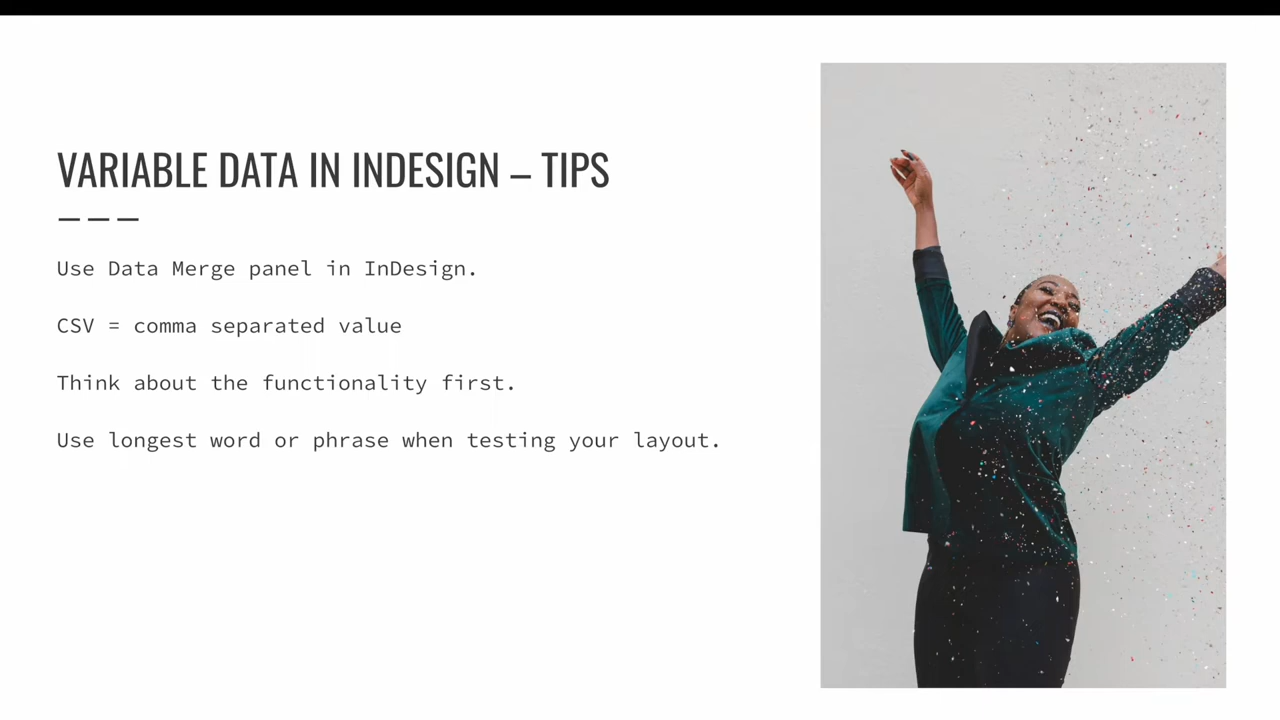 VARIABLE DATA IN INDESIGN – TIPS
Use Data Merge panel in InDesign.
CSV = comma separated value
Think about the functionality first.
Use longest word or phrase when testing your layout.